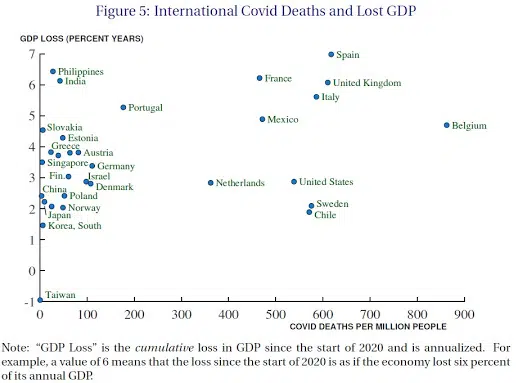 Figure 5: International Covid Deaths and Lost GDP
GDP LOSS (PERCENT YEARS)
7
Spain
Philippines
6
India
France
United Kingdom
Italy
Portugal
5
Mexico
Belgium
Slovakia
4
Estonia
Greece
Austria
Singapore
Germany
3
Fin.
Israel
Denmark
Netherlands
United States
China
Poland
2
Norway
Japan
Sweden
Chile
Korea, South
1
0
Taiwan
-1
0 100 200 300 400 500 600 700 800 900
COVID DEATHS PER MILLION PEOPLE
Note: “GDP Loss” is the cumulative loss in GDP since the start of 2020 and is annualized. For
example, a value of 6 means that the loss since the start of 2020 is as if the economy lost six percent
of its annual GDP.